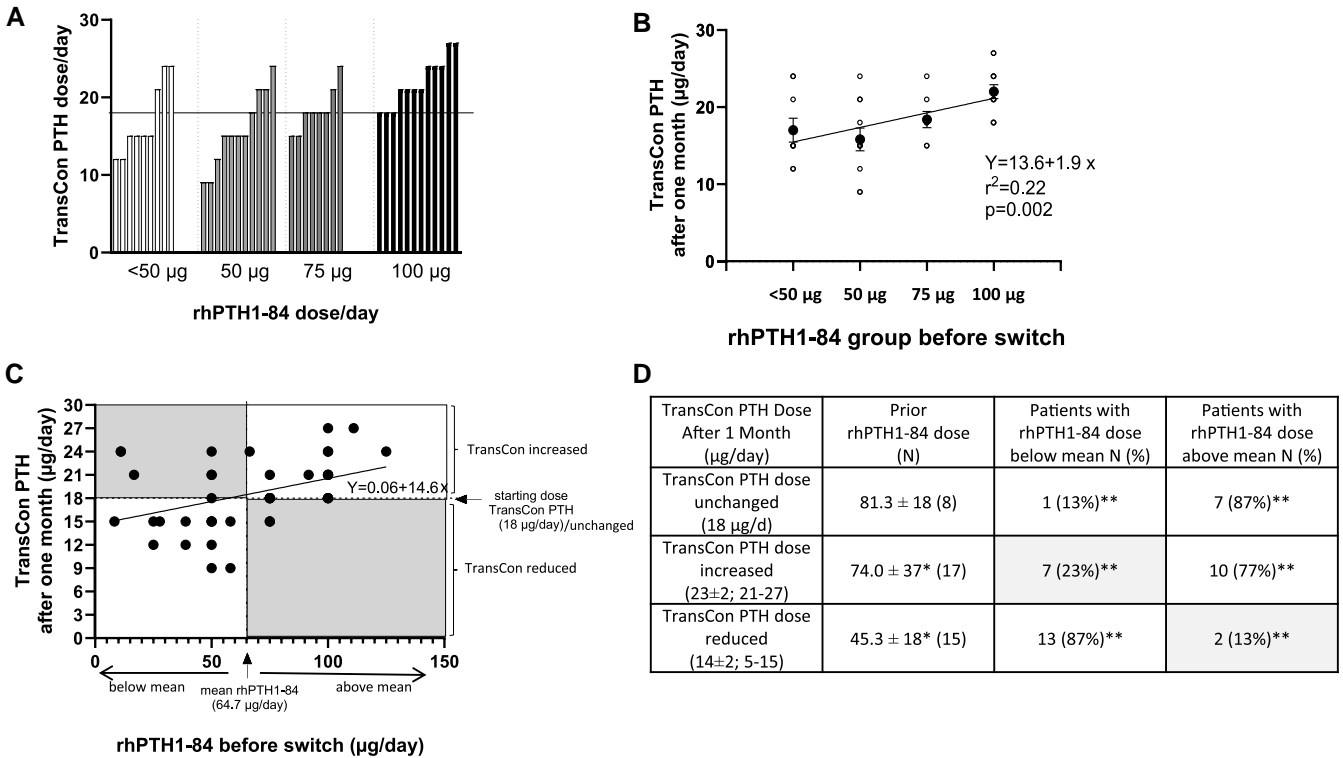 A
TransCon PTH dose/day
30
20
10
0
<50 µg
50 µg
75 µg
100 µg
rhPTH1-84 dose/day
B
TransCon PTH
after one month (µg/day)
30
20
10
0
Y=13.6+1.9 x
r²=0.22
p=0.002
<50 µg
50 µg
75 µg
100 µg
rhPTH1-84 group before switch
C
TransCon PTH
after one month (µg/day)
30
27
24
21
18
15
12
9
6
3
0
Y=0.06+14.6x
TransCon increased
starting dose
TransCon PTH
(18 µg/day)/unchanged
TransCon reduced
0
50
100
150
below mean
mean rhPTH1-84
(64.7 µg/day)
above mean
rhPTH1-84 before switch (µg/day)
D
TransCon PTH Dose
After 1 Month
(µg/day)
Prior
rhPTH1-84 dose
(N)
Patients with
rhPTH1-84 dose
below mean N (%)
Patients with
rhPTH1-84 dose
above mean N (%)
TransCon PTH dose
unchanged
(18 µg/d)
81.3 ± 18 (8)
1 (13%)**
7 (87%)**
TransCon PTH dose
increased
(23±2; 21-27)
74.0 ± 37* (17)
7 (23%)**
10 (77%)**
TransCon PTH dose
reduced
(14±2; 5-15)
45.3 ± 18* (15)
13 (87%)**
2 (13%)**